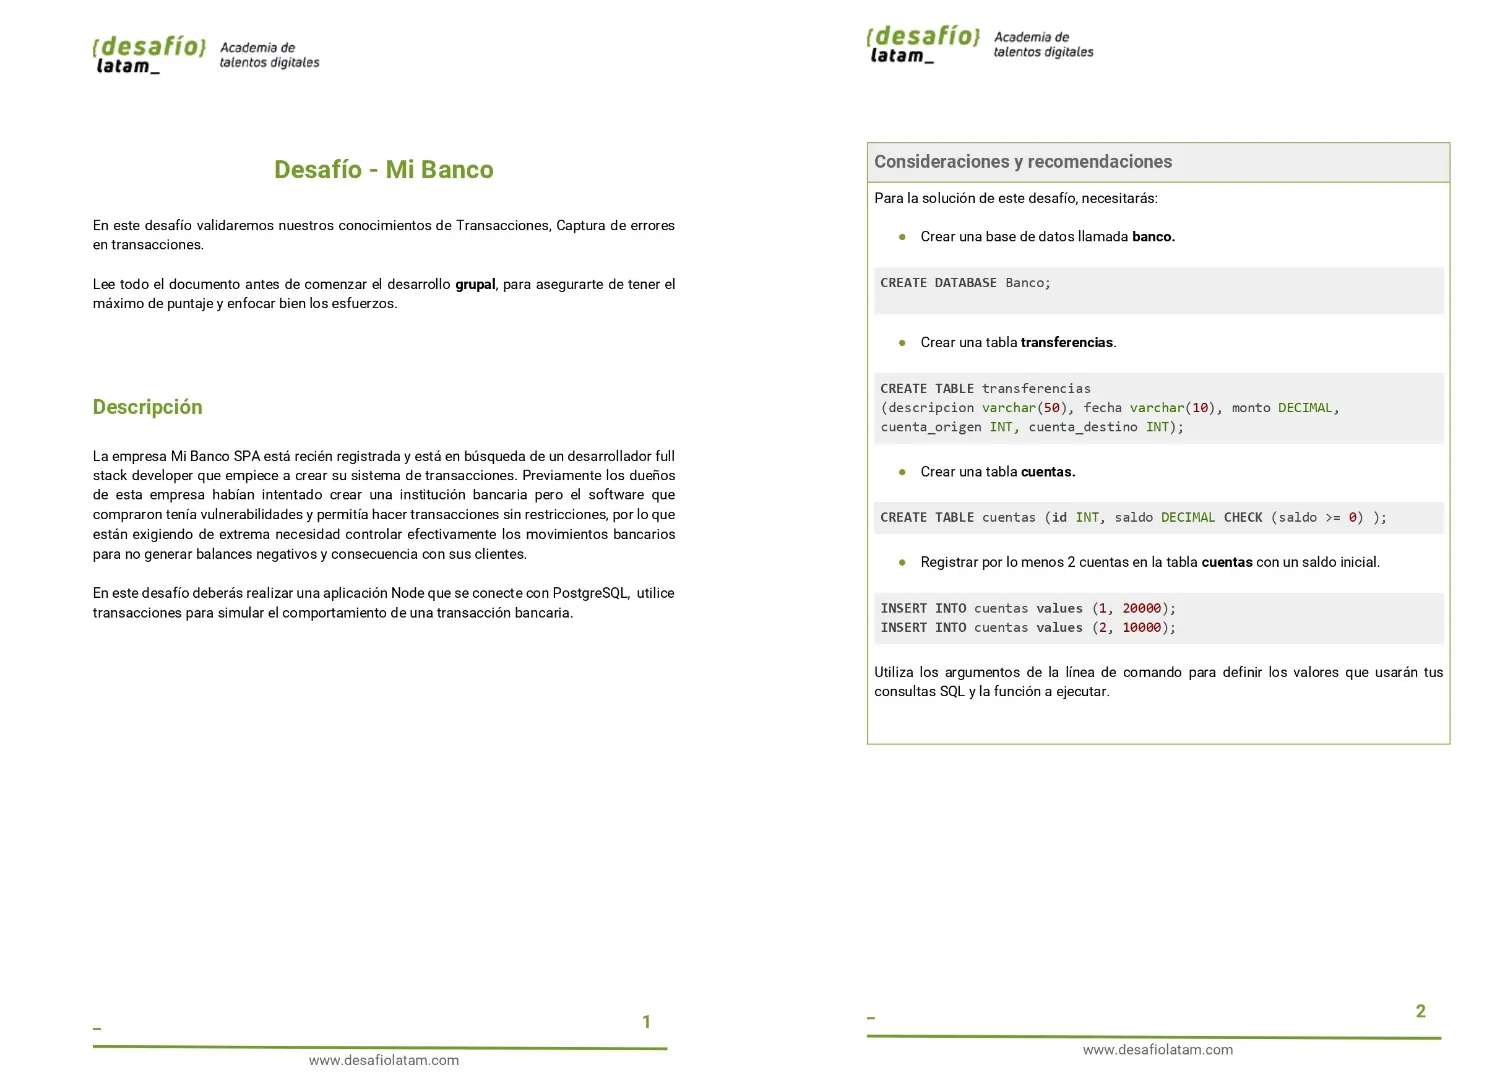 {desafío}
latam_
Academia de
talentos digitales
Desafío - Mi Banco
En este desafío validaremos nuestros conocimientos de Transacciones, Captura de errores
en transacciones.
Lee todo el documento antes de comenzar el desarrollo grupal, para asegurarte de tener el
máximo de puntaje y enfocar bien los esfuerzos.
Descripción
La empresa Mi Banco SPA está recién registrada y está en búsqueda de un desarrollador full
stack developer que empiece a crear su sistema de transacciones. Previamente los dueños
de esta empresa habían intentado crear una institución bancaria pero el software que
compraron tenía vulnerabilidades y permitía hacer transacciones sin restricciones, por lo que
están exigiendo de extrema necesidad controlar efectivamente los movimientos bancarios
para no generar balances negativos y consecuencia con sus clientes.
En este desafío deberás realizar una aplicación Node que se conecte con PostgreSQL, utilice
transacciones para simular el comportamiento de una transacción bancaria.
_
1
www.desafiolatam.com
{desafío}
latam_
Academia de
talentos digitales
Consideraciones y recomendaciones
Para la solución de este desafío, necesitarás:
● Crear una base de datos llamada banco.
CREATE DATABASE Banco;
● Crear una tabla transferencias.
CREATE TABLE transferencias
(descripcion varchar(50), fecha varchar(10), monto DECIMAL,
cuenta_origen INT, cuenta_destino INT);
● Crear una tabla cuentas.
CREATE TABLE cuentas (id INT, saldo DECIMAL CHECK (saldo >= 0) );
● Registrar por lo menos 2 cuentas en la tabla cuentas con un saldo inicial.
INSERT INTO cuentas values (1, 20000);
INSERT INTO cuentas values (2, 10000);
Utiliza los argumentos de la línea de comando para definir los valores que usarán tus
consultas SQL y la función a ejecutar.
_
2
www.desafiolatam.com